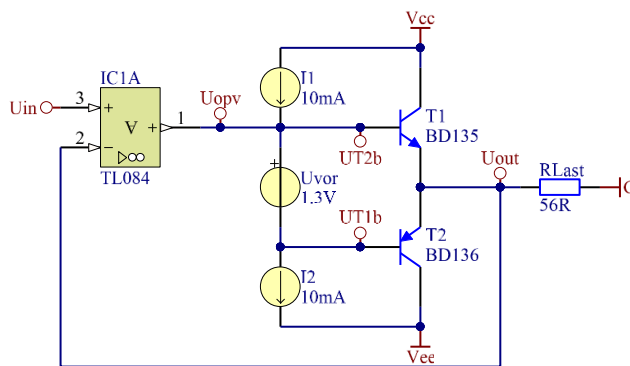 Vcc
IC1A
I1
10mA
Uin
3
+
A
+
1
Uopv
T1
BD135
2
−
TL084
UT2b
Uout
+
Uvor
1.3V
RLast
56R
UT1b
T2
BD136
I2
10mA
Vee